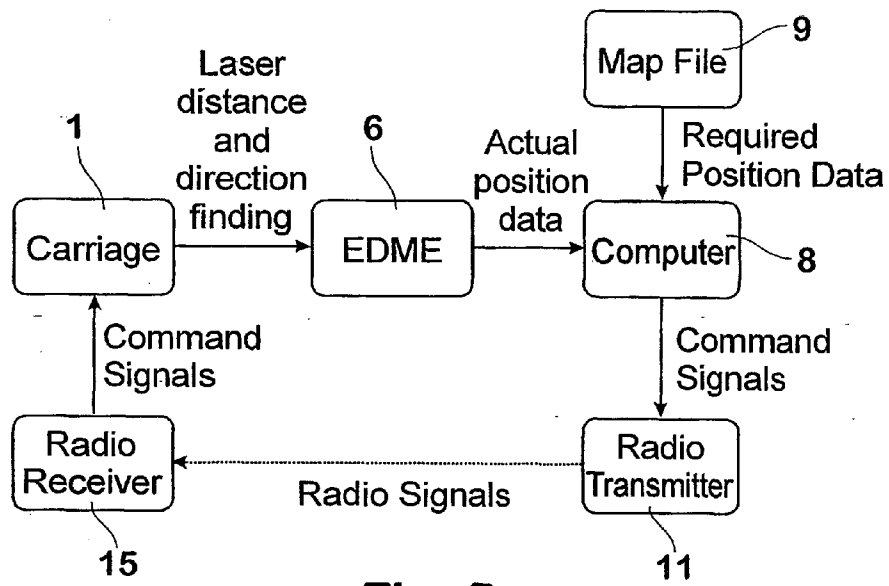 9
Map File
Laser
distance
and
direction
finding
1
6
Actual
position
data
Required
Position Data
Carriage
EDME
Computer
8
Command
Signals
Command
Signals
Radio
Receiver
Radio
Transmitter
Radio Signals
15
11